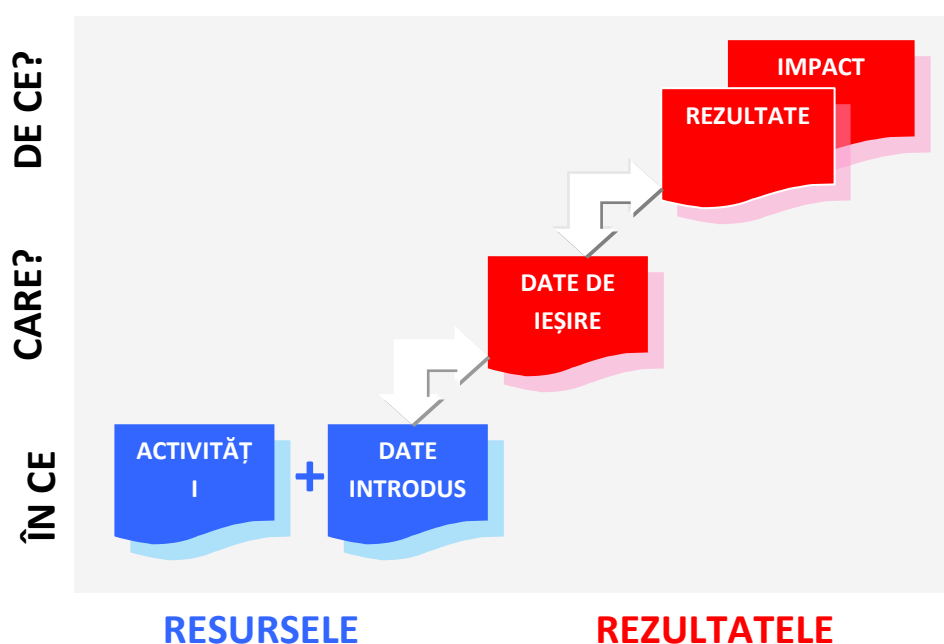 DE CE?
IMPACT
REZULTATE
CARE?
DATE DE
IEȘIRE
ÎN CE
ACTIVITĂȚ
I
+
DATE
INTRODUS
RESURSELE
REZULTATELE